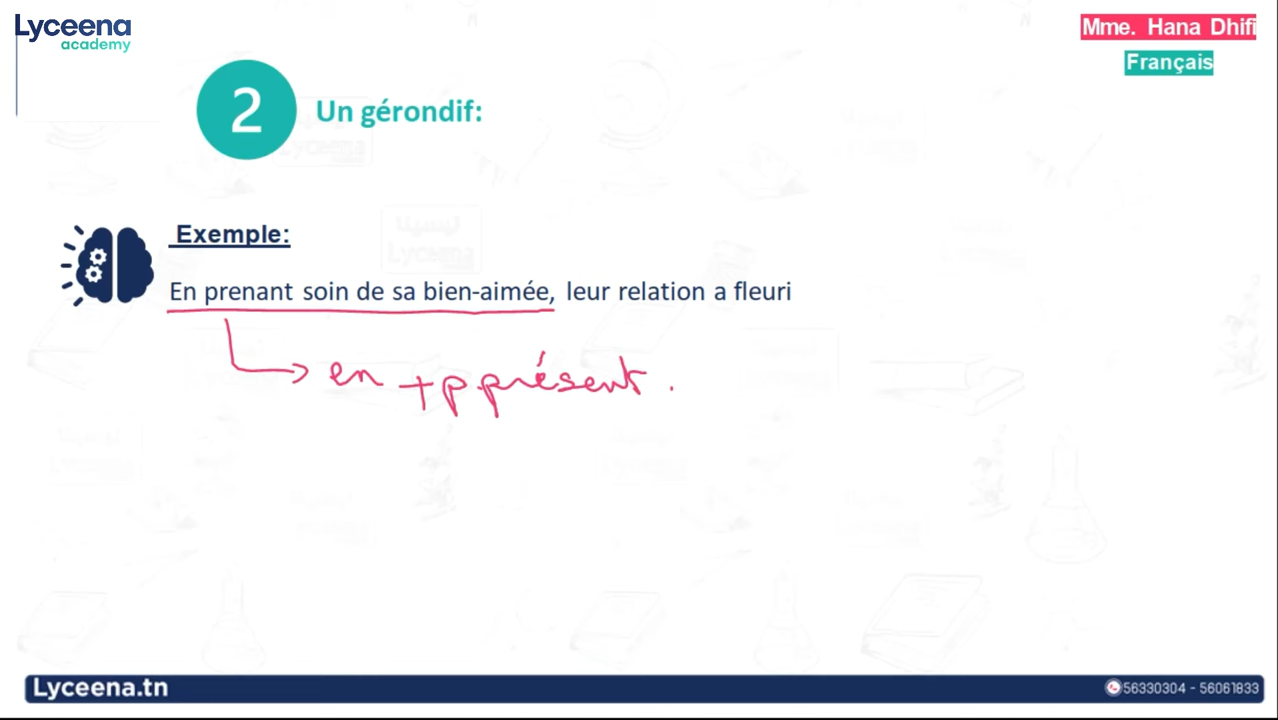 Lyceena
academy
Mme. Hana Dhifi
Français
2
Un gérondif:
Exemple:
En prenant soin de sa bien-aimée, leur relation a fleuri
en + p présent .
Lyceena.tn
56330304 - 56061833